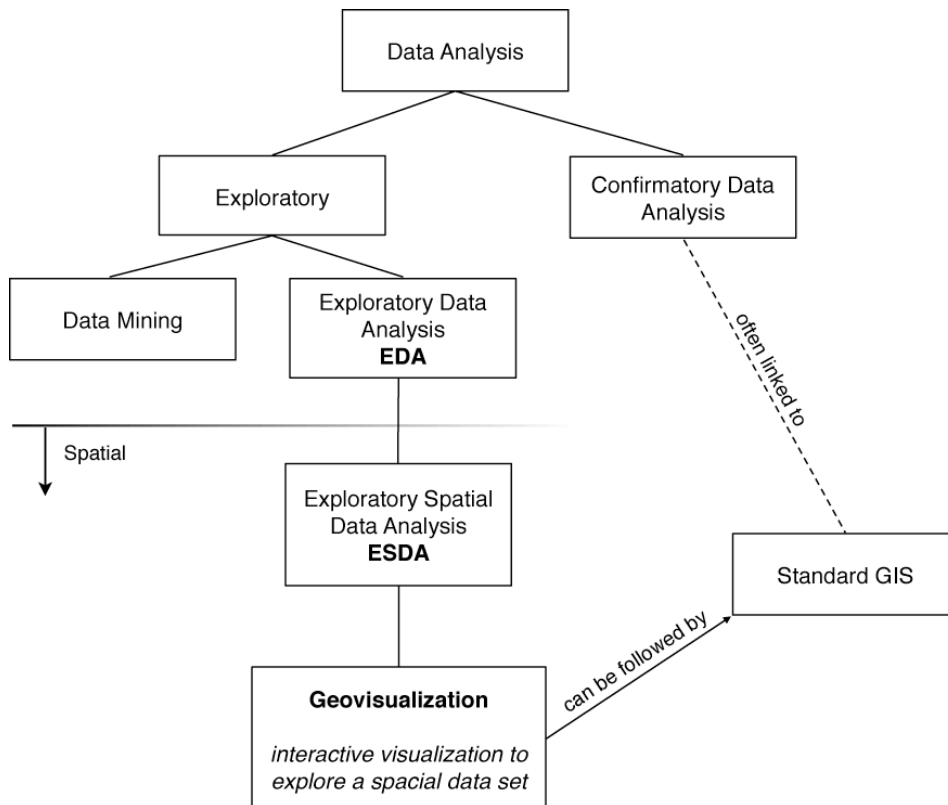 Data Analysis
Exploratory
Confirmatory Data
Analysis
Data Mining
Exploratory Data
Analysis
EDA
often linked to
Spatial
Exploratory Spatial
Data Analysis
ESDA
Standard GIS
can be followed by
Geovisualization
interactive visualization to
explore a spacial data set